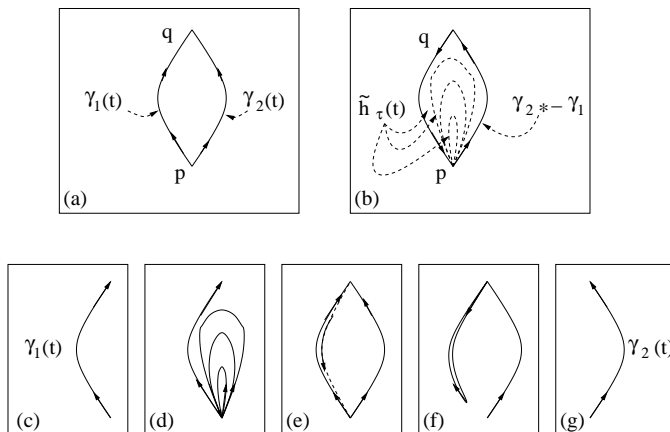 q
γ₁(t) γ₂(t)
p
(a)
q
h̃ τ(t) γ₂ *− γ₁
p
(b)
γ₁(t)
(c)
(d)
(e)
(f)
γ₂ (t)
(g)